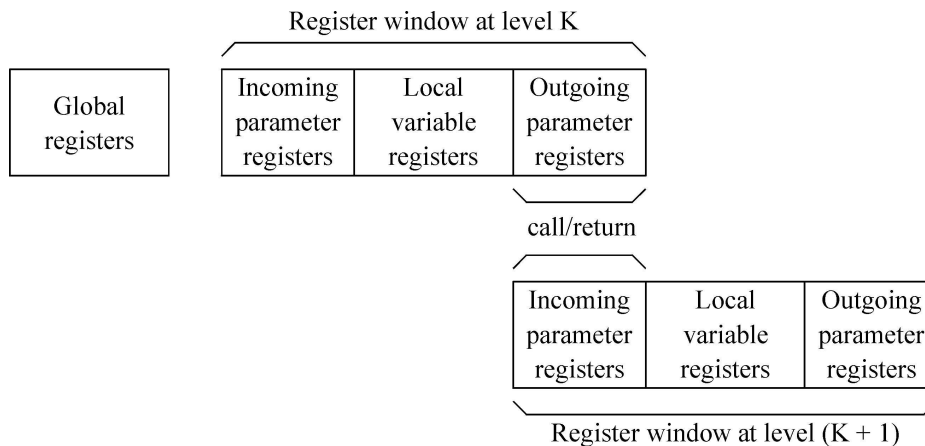 Register window at level K
Global
registers
Incoming
parameter
registers
Local
variable
registers
Outgoing
parameter
registers
call/return
Incoming
parameter
registers
Local
variable
registers
Outgoing
parameter
registers
Register window at level (K + 1)